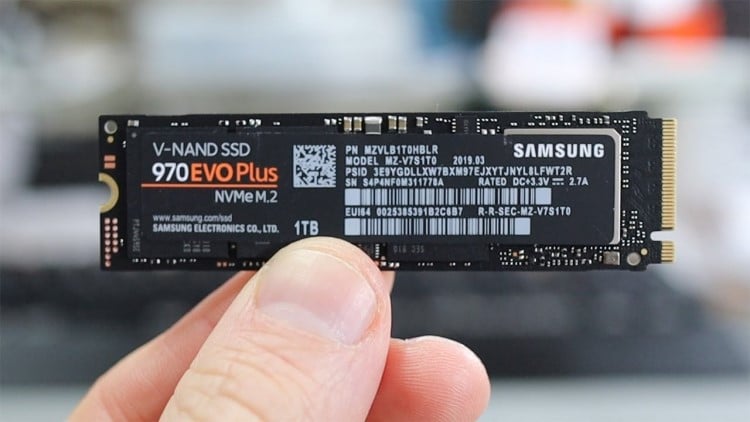 V-NAND SSD
970 EVO Plus
NVMe M.2
www.samsung.com/ssd
SAMSUNG ELECTRONICS CO., LTD.
1TB
PN MZVLB1T0HBLR
MODEL MZ-V7S1T0 2019.03
PSID 3E9YGDLLXW7BXM97EJXYTJNYL8LFWT2R
SN S4P4NF0M311778A RATED DC+3.3V 2.7A
EUI64 0025385391B2C6B7 R-R-SEC-MZ-V7S1T0
SAMSUNG